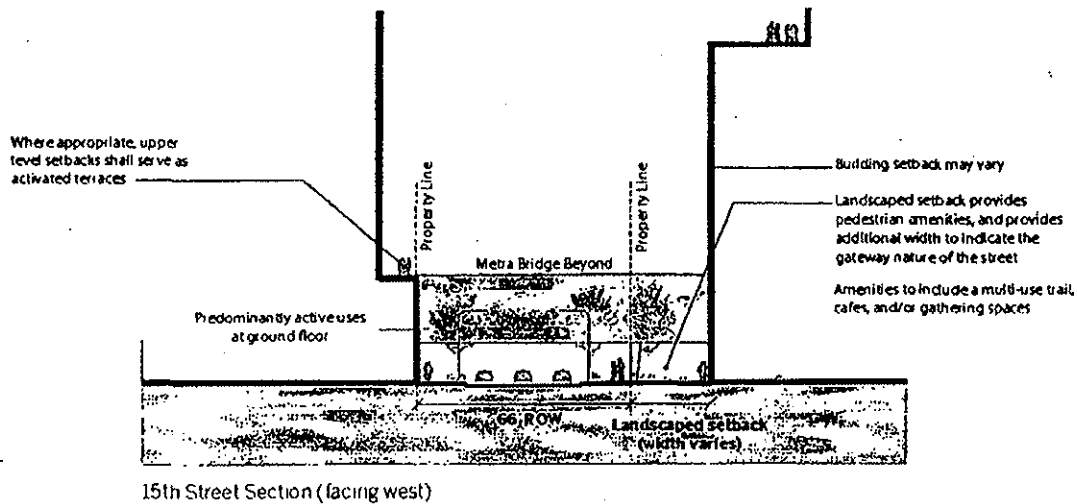 Where appropriate, upper
level setbacks shall serve as
activated terraces
Property Line
Property Line
Building setback may vary
Landscaped setback provides
pedestrian amenities, and provides
additional width to indicate the
gateway nature of the street
Amenities to include a multi-use trail,
cafes, and/or gathering spaces
Metra Bridge Beyond
Predominantly active uses
at ground floor
66' ROW
Landscaped setback
(width varies)
15th Street Section (facing west)